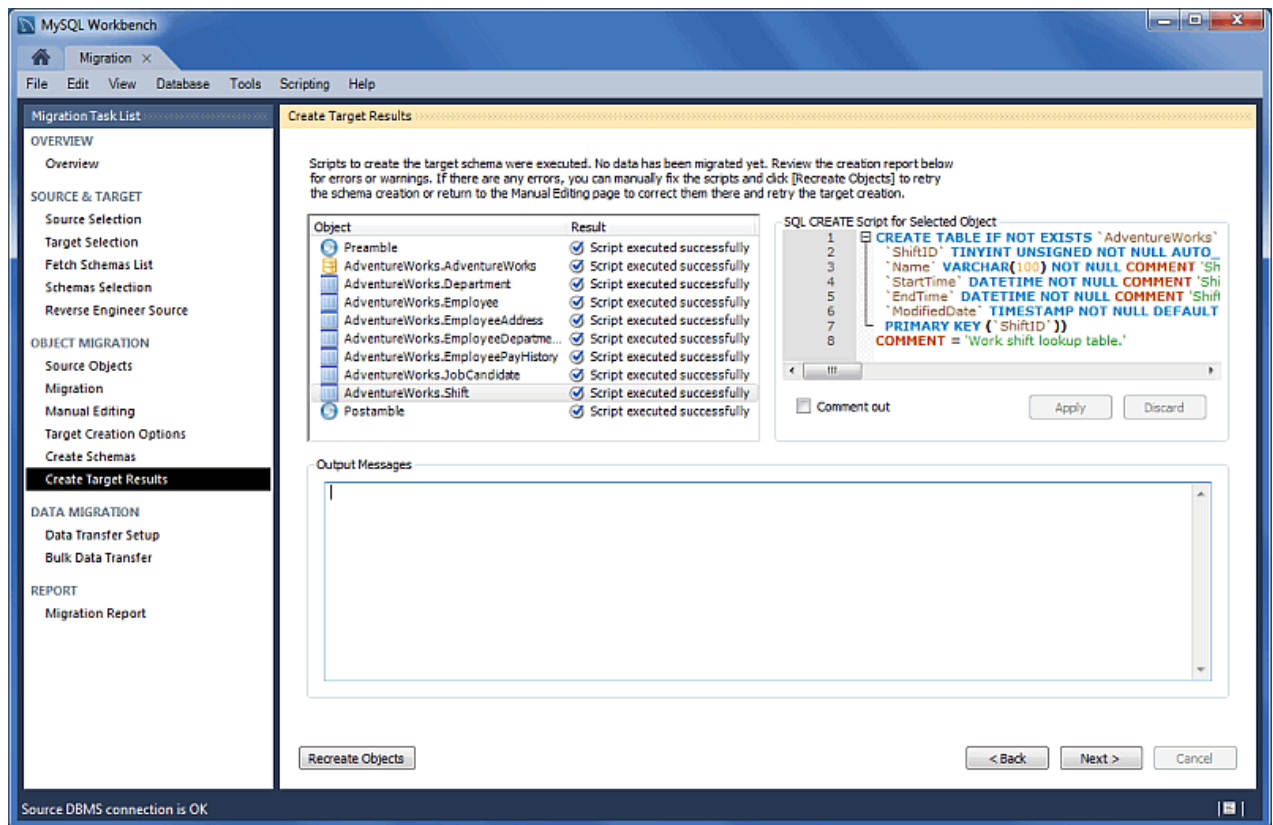 MySQL Workbench
Migration
File Edit View Database Tools Scripting Help
Migration Task List
OVERVIEW
Overview
SOURCE & TARGET
Source Selection
Target Selection
Fetch Schemas List
Schemas Selection
Reverse Engineer Source
OBJECT MIGRATION
Source Objects
Migration
Manual Editing
Target Creation Options
Create Schemas
Create Target Results
DATA MIGRATION
Data Transfer Setup
Bulk Data Transfer
REPORT
Migration Report
Create Target Results
Scripts to create the target schema were executed. No data has been migrated yet. Review the creation report below
for errors or warnings. If there are any errors, you can manually fix the scripts and click [Recreate Objects] to retry
the schema creation or return to the Manual Editing page to correct them there and retry the target creation.
Object Result
Preamble Script executed successfully
AdventureWorks.AdventureWorks Script executed successfully
AdventureWorks.Department Script executed successfully
AdventureWorks.Employee Script executed successfully
AdventureWorks.EmployeeAddress Script executed successfully
AdventureWorks.EmployeeDepartme... Script executed successfully
AdventureWorks.EmployeePayHistory Script executed successfully
AdventureWorks.JobCandidate Script executed successfully
AdventureWorks.Shift Script executed successfully
Postamble Script executed successfully
SQL CREATE Script for Selected Object
1 CREATE TABLE IF NOT EXISTS `AdventureWorks`
2 `ShiftID` TINYINT UNSIGNED NOT NULL AUTO_
3 `Name` VARCHAR(100) NOT NULL COMMENT 'Sh
4 `StartTime` DATETIME NOT NULL COMMENT 'Shi
5 `EndTime` DATETIME NOT NULL COMMENT 'Shift
6 `ModifiedDate` TIMESTAMP NOT NULL DEFAULT
7 PRIMARY KEY (`ShiftID`))
8 COMMENT = 'Work shift lookup table.'
Comment out Apply Discard
Output Messages
Recreate Objects < Back Next > Cancel
Source DBMS connection is OK